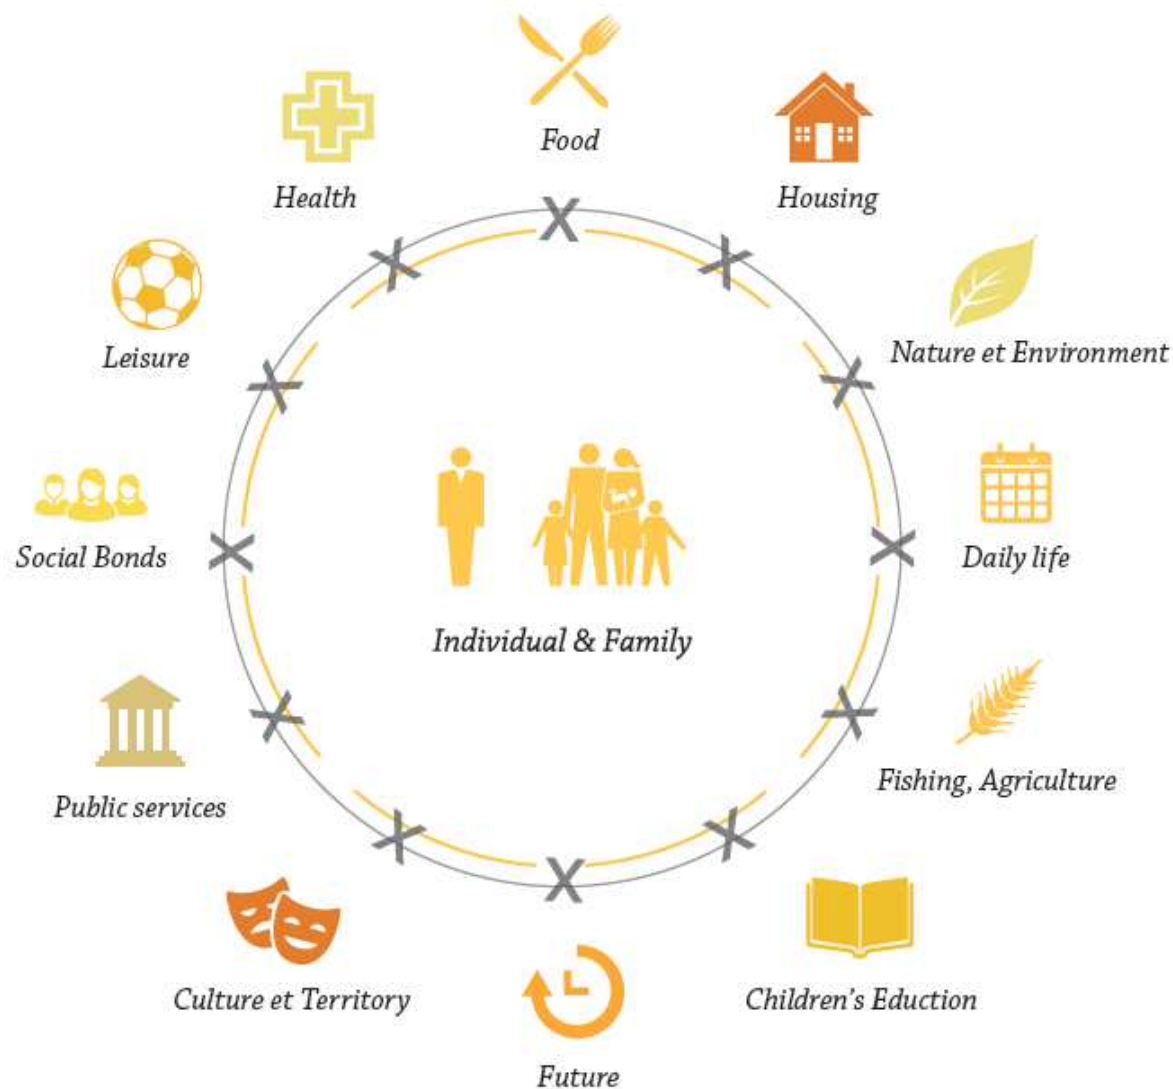 Food
Health
Housing
Leisure
Nature et Environment
Social Bonds
Daily life
Individual & Family
Public services
Fishing, Agriculture
Culture et Territory
Children's Eduction
Future